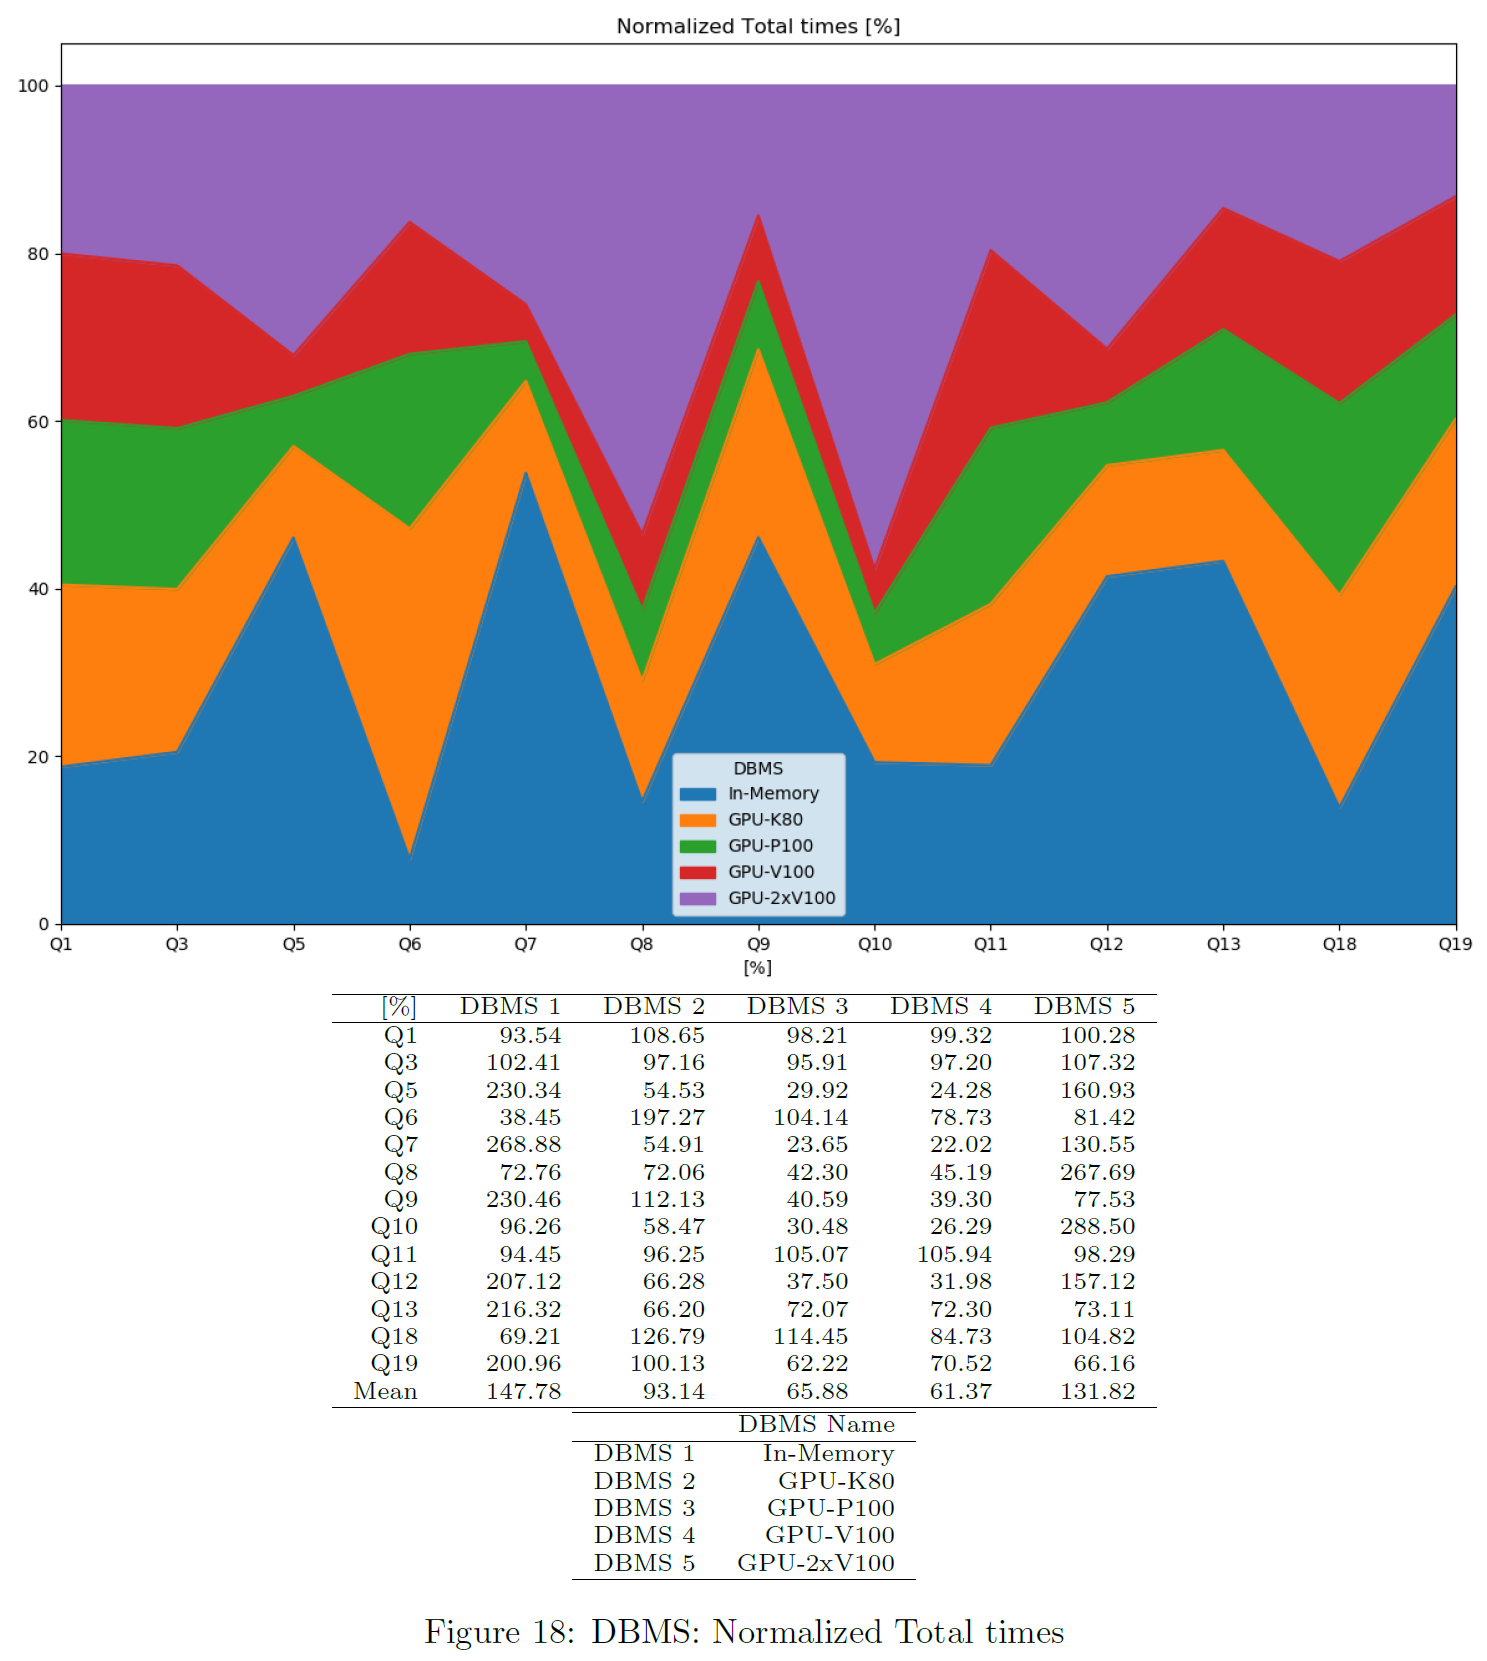 Normalized Total times [%]
100
80
60
40
20
0
DBMS
In-Memory
GPU-K80
GPU-P100
GPU-V100
GPU-2xV100
Q1 Q3 Q5 Q6 Q7 Q8 Q9 Q10 Q11 Q12 Q13 Q18 Q19
[%]
[%] DBMS 1 DBMS 2 DBMS 3 DBMS 4 DBMS 5
Q1 93.54 108.65 98.21 99.32 100.28
Q3 102.41 97.16 95.91 97.20 107.32
Q5 230.34 54.53 29.92 24.28 160.93
Q6 38.45 197.27 104.14 78.73 81.42
Q7 268.88 54.91 23.65 22.02 130.55
Q8 72.76 72.06 42.30 45.19 267.69
Q9 230.46 112.13 40.59 39.30 77.53
Q10 96.26 58.47 30.48 26.29 288.50
Q11 94.45 96.25 105.07 105.94 98.29
Q12 207.12 66.28 37.50 31.98 157.12
Q13 216.32 66.20 72.07 72.30 73.11
Q18 69.21 126.79 114.45 84.73 104.82
Q19 200.96 100.13 62.22 70.52 66.16
Mean 147.78 93.14 65.88 61.37 131.82
DBMS Name
DBMS 1 In-Memory
DBMS 2 GPU-K80
DBMS 3 GPU-P100
DBMS 4 GPU-V100
DBMS 5 GPU-2xV100
Figure 18: DBMS: Normalized Total times